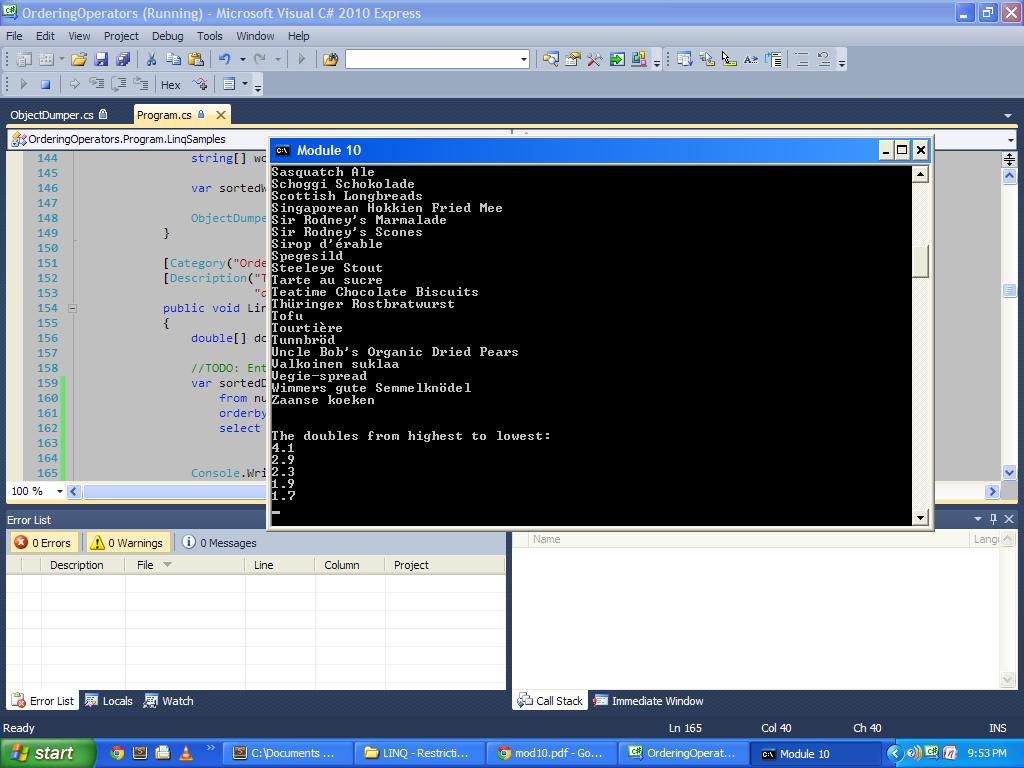 OrderingOperators (Running) - Microsoft Visual C# 2010 Express
File Edit View Project Debug Tools Window Help
Hex
ObjectDumper.cs Program.cs
OrderingOperators.Program.LinqSamples
144 string[] wo
145
146 var sortedW
147
148 ObjectDumpe
149 }
150
151 [Category("Orde
152 [Description("T
153 "d
154 public void Lin
155 {
156 double[] do
157
158 //TODO: Ent
159 var sortedD
160 from nu
161 orderby
162 select
163
164
165 Console.Wri
100 %
Module 10
Sasquatch Ale
Schoggi Schokolade
Scottish Longbreads
Singaporean Hokkien Fried Mee
Sir Rodney's Marmalade
Sir Rodney's Scones
Sirop d'érable
Spegesild
Steeleye Stout
Tarte au sucre
Teatime Chocolate Biscuits
Thüringer Rostbratwurst
Tofu
Tourtière
Tunnbröd
Uncle Bob's Organic Dried Pears
Valkoinen suklaa
Vegie-spread
Wimmers gute Semmelknödel
Zaanse koeken
The doubles from highest to lowest:
4.1
2.9
2.3
1.9
1.7
Error List
0 Errors 0 Warnings 0 Messages
Description File Line Column Project
Name Langu
Error List Locals Watch
Call Stack Immediate Window
Ready Ln 165 Col 40 Ch 40 INS
start C:\Documents ... LINQ - Restricti... mod10.pdf - Go... OrderingOperat... Module 10 9:53 PM